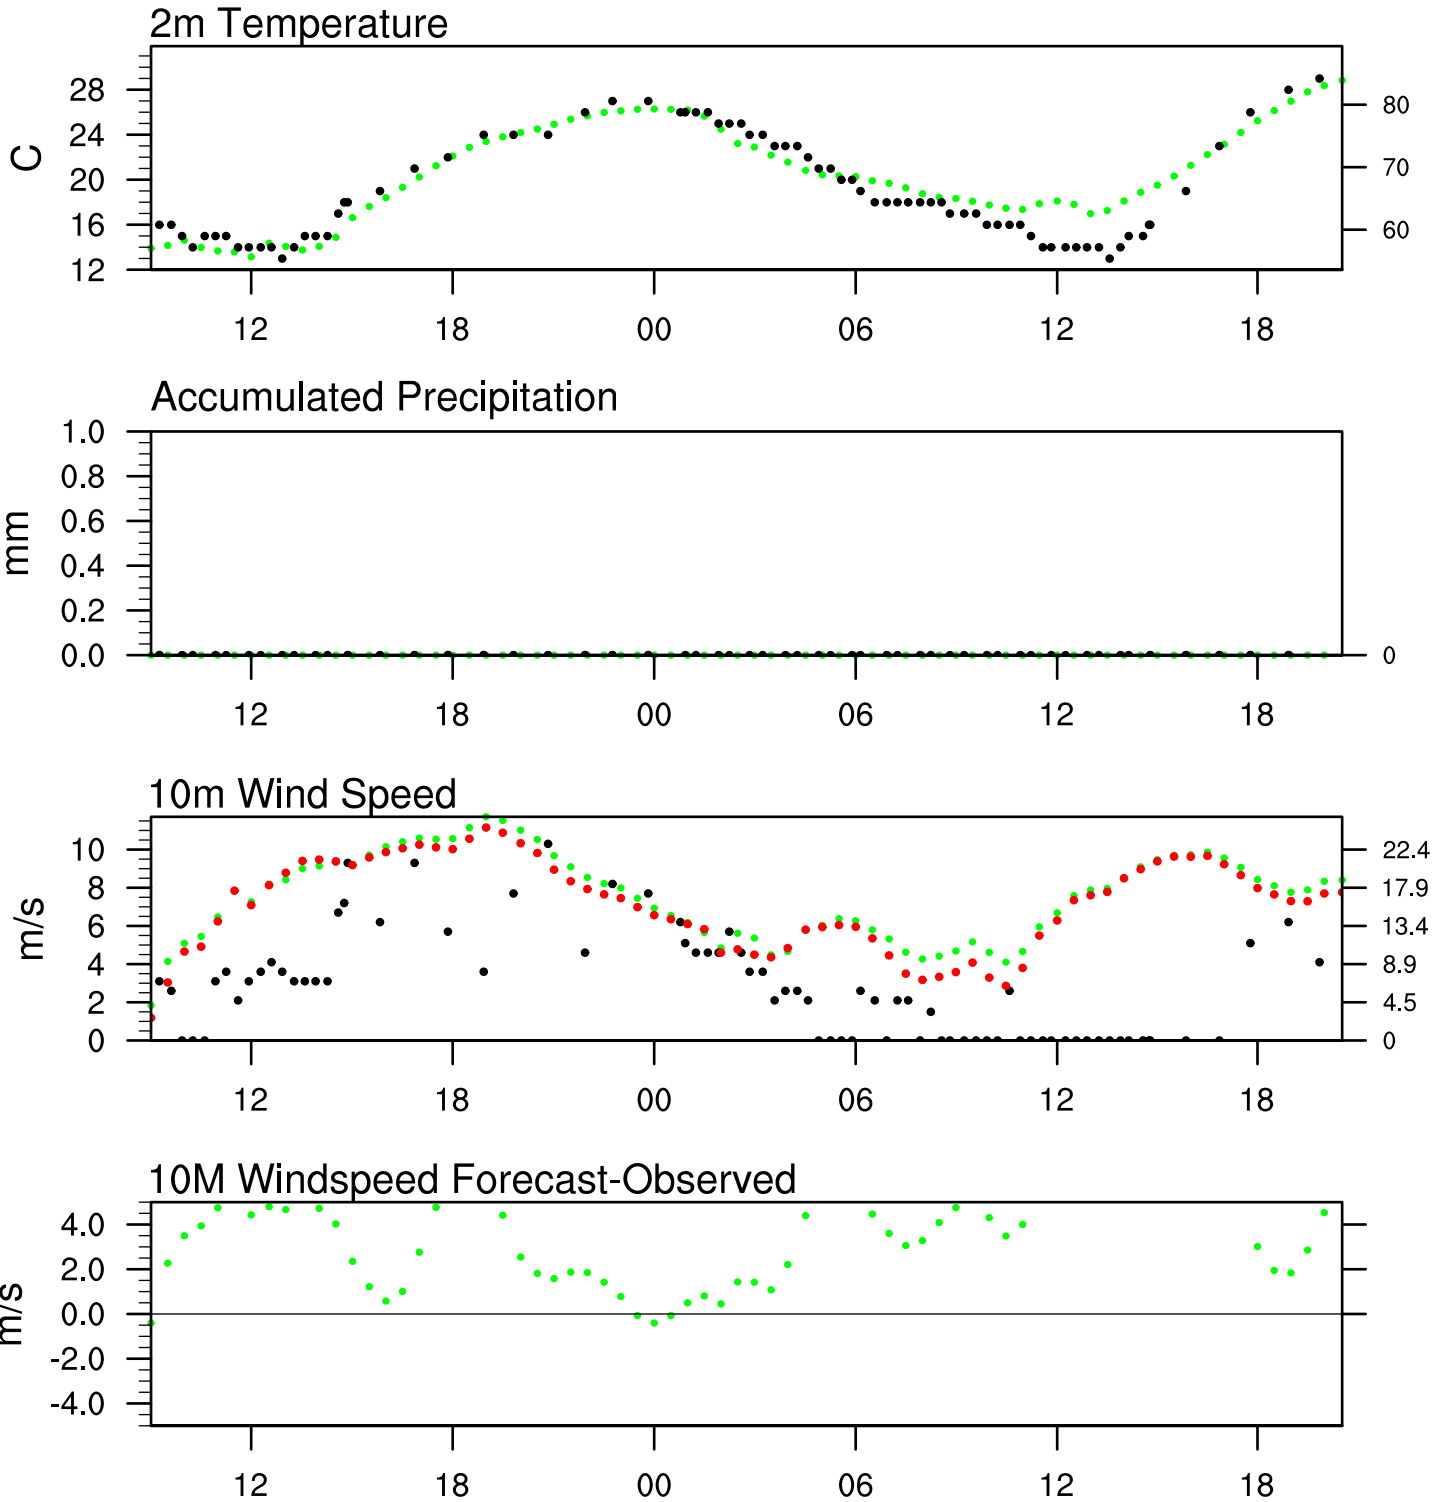 2m Temperature
28
24
20
16
12
C
80
70
60
12 18 00 06 12 18
Accumulated Precipitation
1.0
0.8
0.6
0.4
0.2
0.0
mm
0
12 18 00 06 12 18
10m Wind Speed
10
8
6
4
2
0
m/s
22.4
17.9
13.4
8.9
4.5
0
12 18 00 06 12 18
10M Windspeed Forecast-Observed
4.0
2.0
0.0
-2.0
-4.0
m/s
12 18 00 06 12 18